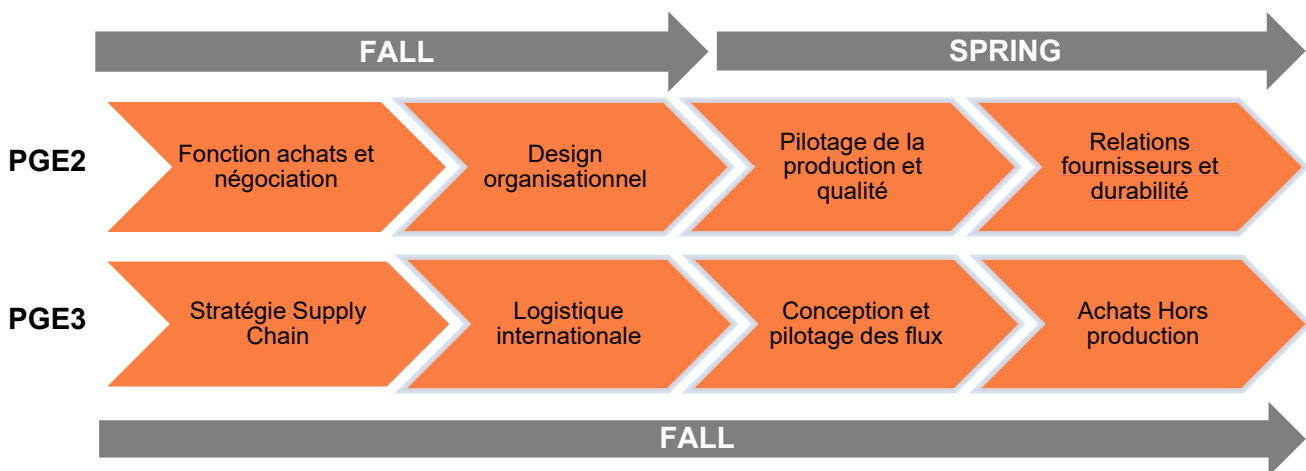 FALL
SPRING
PGE2
Fonction achats et
négociation
Design
organisationnel
Pilotage de la
production et
qualité
Relations
fournisseurs et
durabilité
PGE3
Stratégie Supply
Chain
Logistique
internationale
Conception et
pilotage des flux
Achats Hors
production
FALL